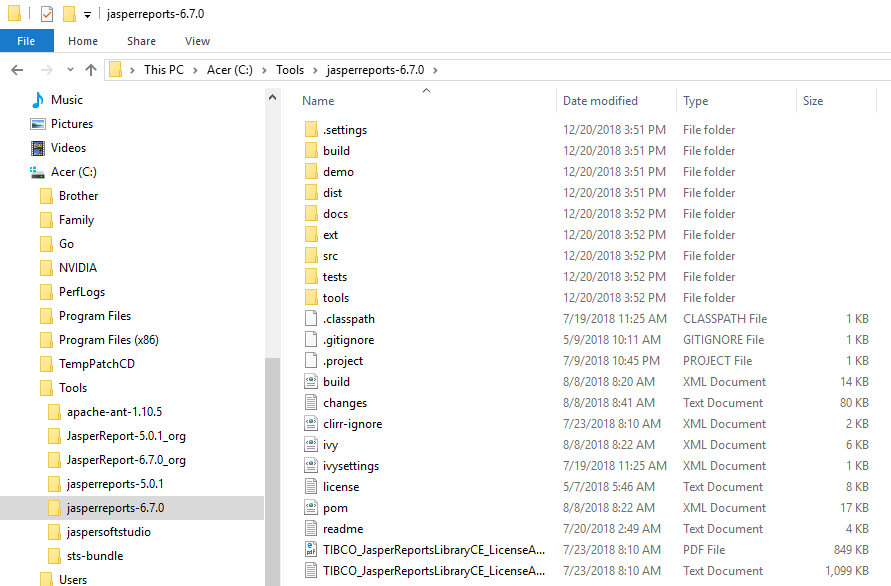 jasperreports-6.7.0
File Home Share View
This PC Acer (C:) Tools jasperreports-6.7.0
Music
Pictures
Videos
Acer (C:)
Brother
Family
Go
NVIDIA
PerfLogs
Program Files
Program Files (x86)
TempPatchCD
Tools
apache-ant-1.10.5
JasperReport-5.0.1_org
JasperReport-6.7.0_org
jasperreports-5.0.1
jasperreports-6.7.0
jaspersoftstudio
sts-bundle
Users
Name Date modified Type Size
.settings 12/20/2018 3:51 PM File folder
build 12/20/2018 3:51 PM File folder
demo 12/20/2018 3:51 PM File folder
dist 12/20/2018 3:51 PM File folder
docs 12/20/2018 3:52 PM File folder
ext 12/20/2018 3:52 PM File folder
src 12/20/2018 3:52 PM File folder
tests 12/20/2018 3:52 PM File folder
tools 12/20/2018 3:52 PM File folder
.classpath 7/19/2018 11:25 AM CLASSPATH File 1 KB
.gitignore 5/9/2018 10:11 AM GITIGNORE File 1 KB
.project 7/9/2018 10:45 PM PROJECT File 1 KB
build 8/8/2018 8:20 AM XML Document 14 KB
changes 8/8/2018 8:41 AM Text Document 80 KB
clirr-ignore 7/23/2018 8:10 AM XML Document 2 KB
ivy 8/8/2018 8:22 AM XML Document 6 KB
ivysettings 7/19/2018 11:25 AM XML Document 1 KB
license 5/7/2018 5:46 AM Text Document 8 KB
pom 8/8/2018 8:22 AM XML Document 17 KB
readme 7/20/2018 2:49 AM Text Document 4 KB
TIBCO_JasperReportsLibraryCE_LicenseA... 7/23/2018 8:10 AM PDF File 849 KB
TIBCO_JasperReportsLibraryCE_LicenseA... 7/23/2018 8:10 AM Text Document 1,099 KB